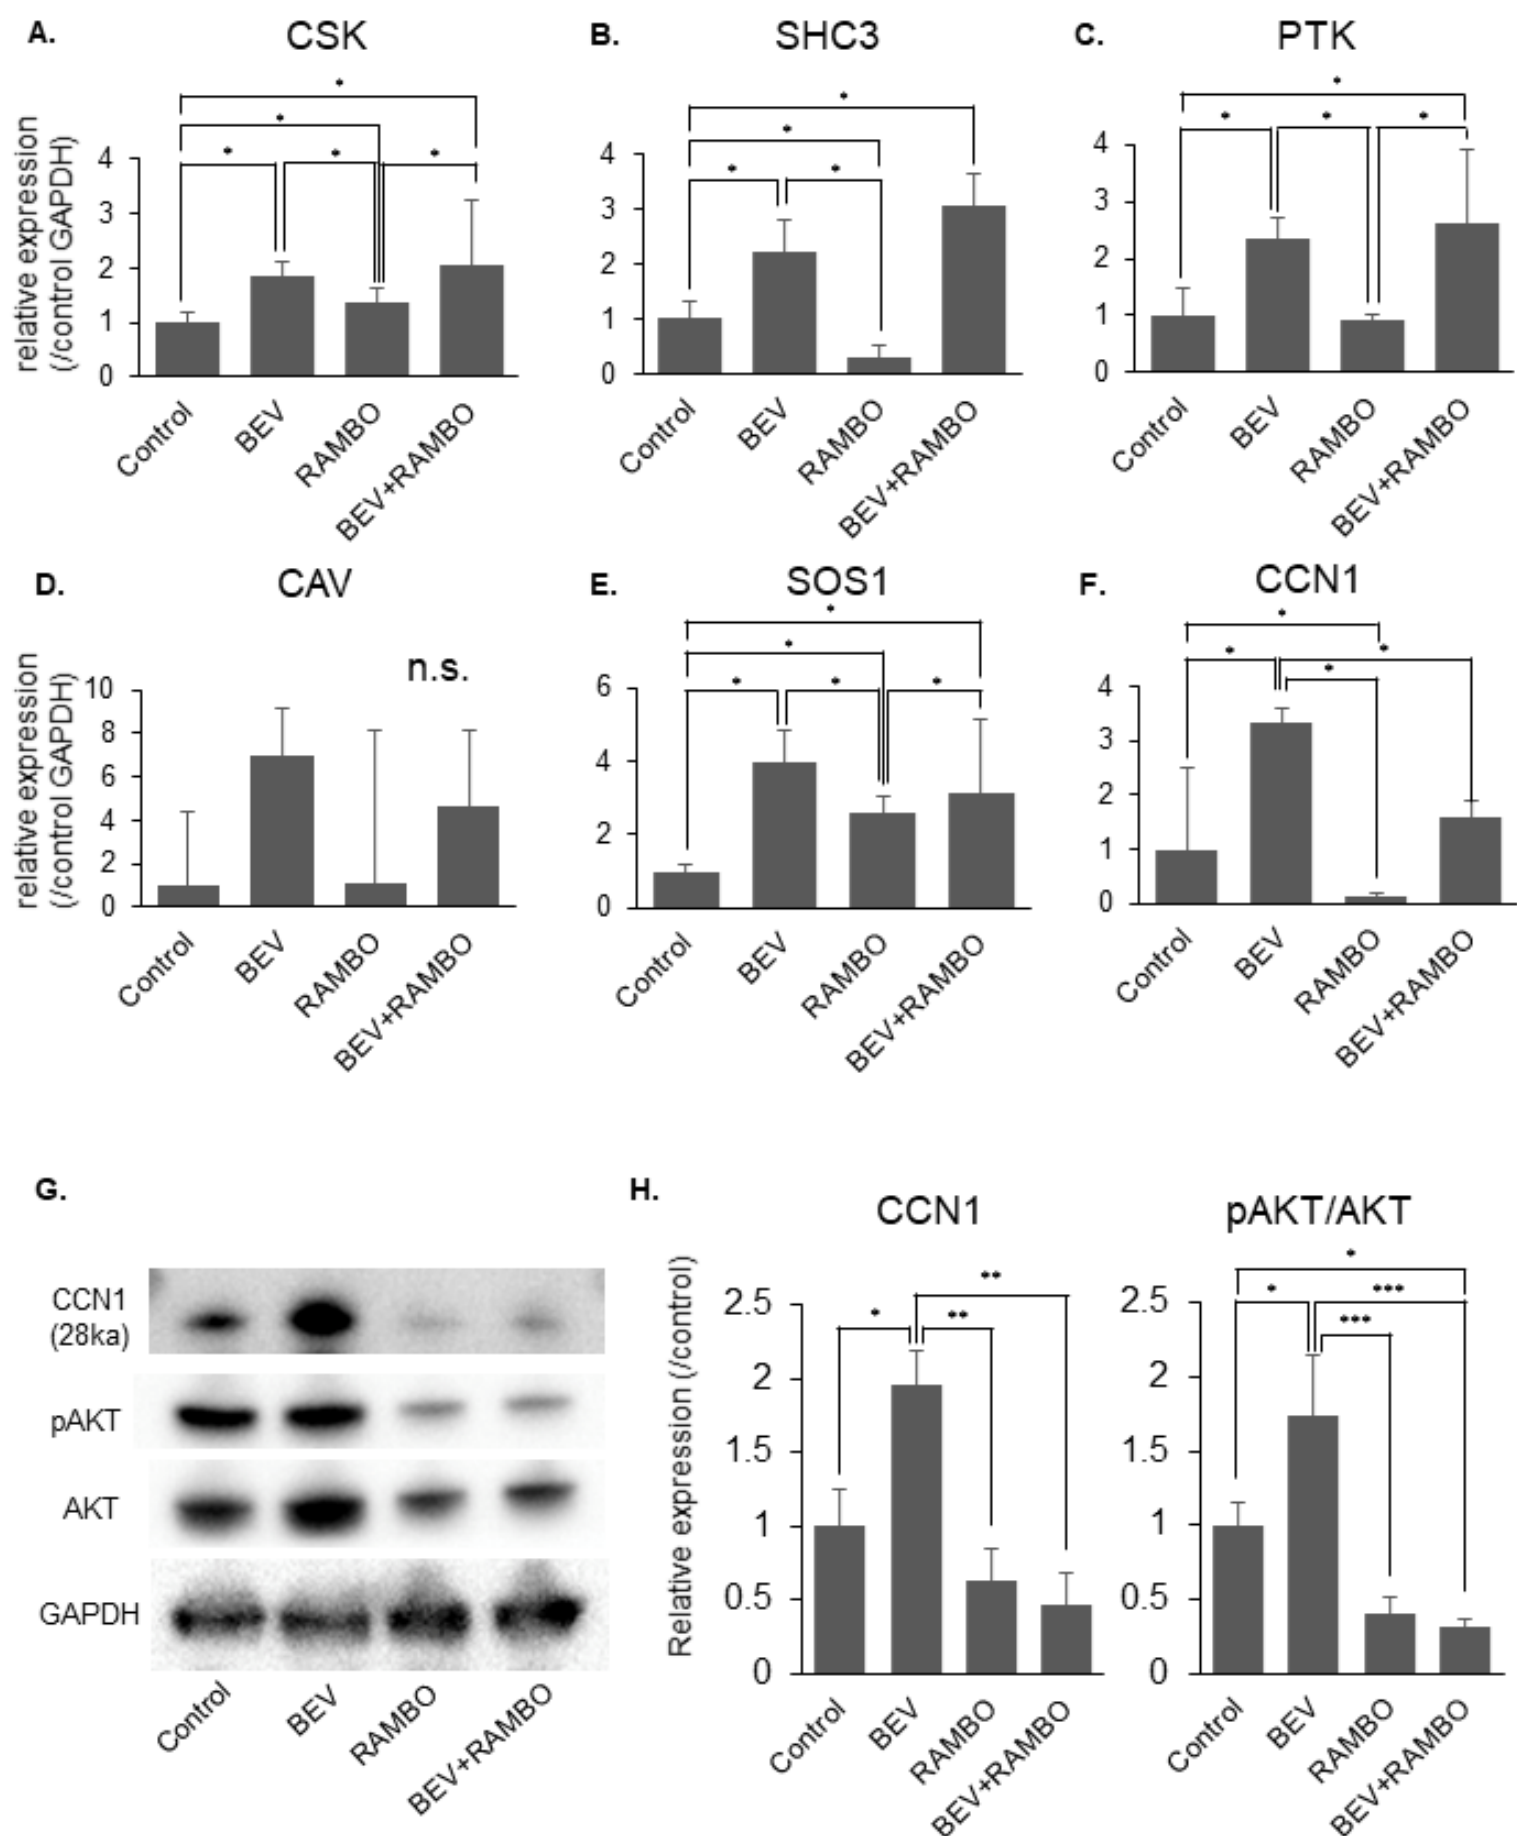 A. CSK
B. SHC3
C. PTK
* * * * *
* * * *
* * * *
relative expression
(/control GAPDH)
4
3
2
1
0
Control
BEV
RAMBO
BEV+RAMBO
4
3
2
1
0
Control
BEV
RAMBO
BEV+RAMBO
4
3
2
1
0
Control
BEV
RAMBO
BEV+RAMBO
D. CAV
E. SOS1
F. CCN1
n.s.
* * * * *
* * * *
relative expression
(/control GAPDH)
10
8
6
4
2
0
Control
BEV
RAMBO
BEV+RAMBO
6
4
2
0
Control
BEV
RAMBO
BEV+RAMBO
4
3
2
1
0
Control
BEV
RAMBO
BEV+RAMBO
G.
CCN1
(28ka)
pAKT
AKT
GAPDH
Control
BEV
RAMBO
BEV+RAMBO
H.
CCN1
* ** **
Relative expression (/control)
2.5
2
1.5
1
0.5
0
Control
BEV
RAMBO
BEV+RAMBO
pAKT/AKT
* * *** ***
2.5
2
1.5
1
0.5
0
Control
BEV
RAMBO
BEV+RAMBO